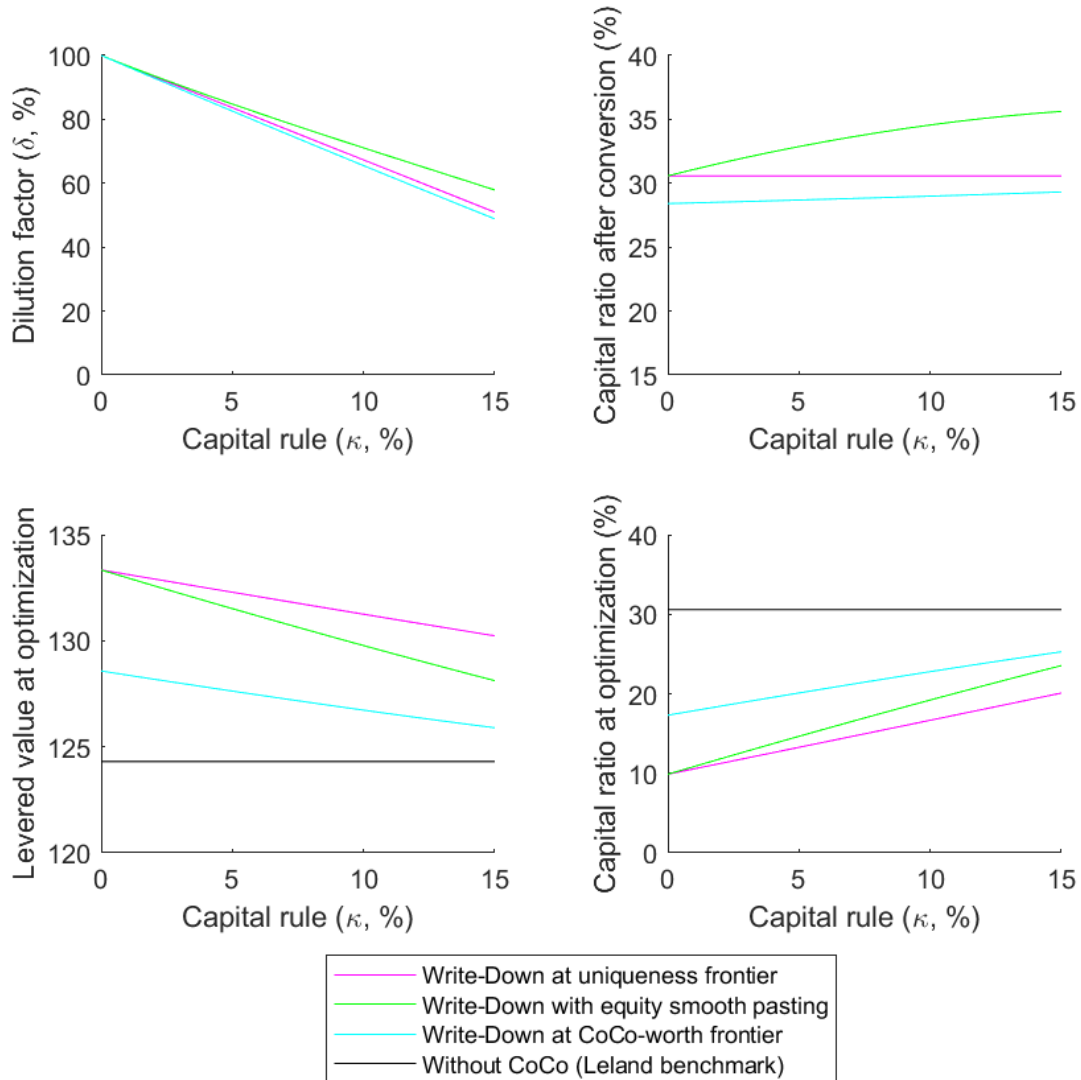 Dilution factor (δ, %)
100
80
60
40
20
0
0 5 10 15
Capital rule (κ, %)
Capital ratio after conversion (%)
40
35
30
25
20
15
0 5 10 15
Capital rule (κ, %)
Levered value at optimization
135
130
125
120
0 5 10 15
Capital rule (κ, %)
Capital ratio at optimization (%)
40
30
20
10
0
0 5 10 15
Capital rule (κ, %)
Write-Down at uniqueness frontier
Write-Down with equity smooth pasting
Write-Down at CoCo-worth frontier
Without CoCo (Leland benchmark)